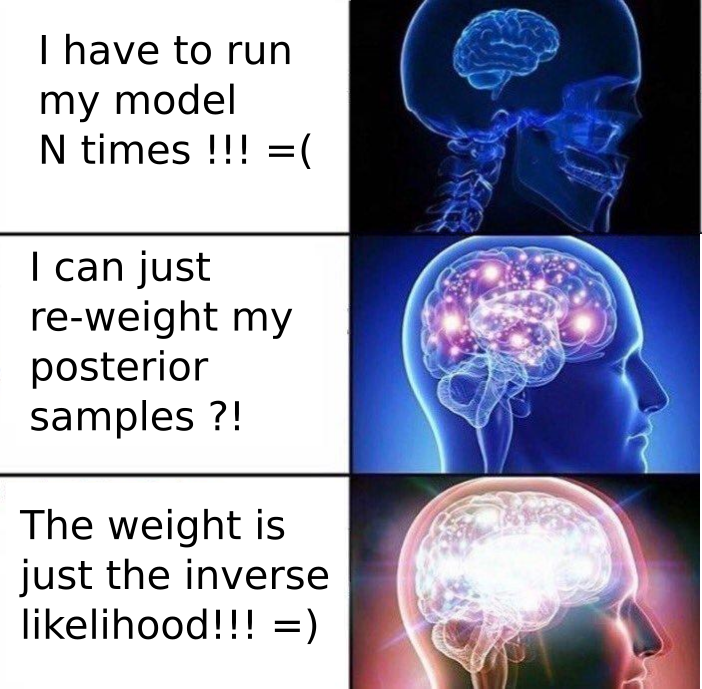 I have to run
my model
N times !!! =(
I can just
re-weight my
posterior
samples ?!
The weight is
just the inverse
likelihood!!! =)